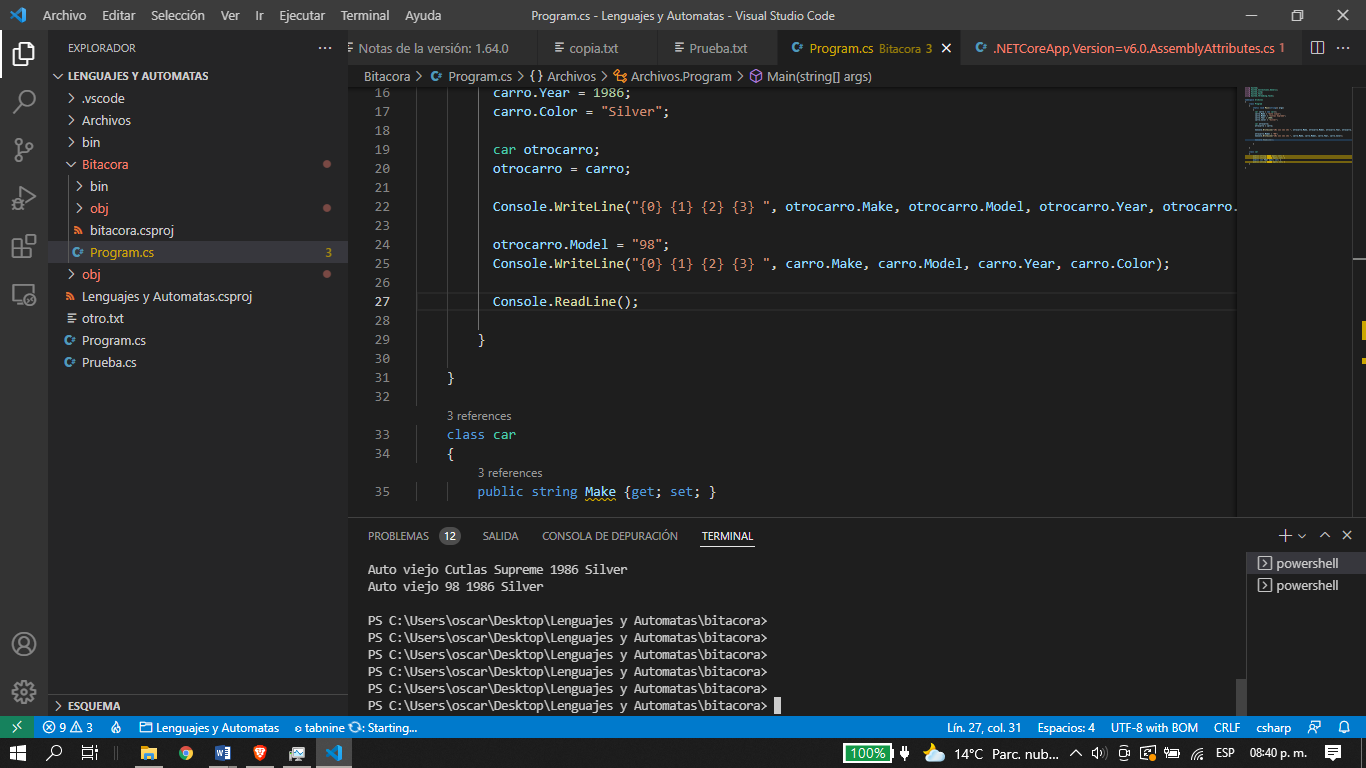 Archivo Editar Selección Ver Ir Ejecutar Terminal Ayuda Program.cs - Lenguajes y Automatas - Visual Studio Code
EXPLORADOR
LENGUAJES Y AUTOMATAS
.vscode
Archivos
bin
Bitacora
bin
obj
bitacora.csproj
Program.cs 3
obj
Lenguajes y Automatas.csproj
otro.txt
Program.cs
Prueba.cs
ESQUEMA
Notas de la versión: 1.64.0 copia.txt Prueba.txt Program.cs Bitacora 3 .NETCoreApp,Version=v6.0.AssemblyAttributes.cs 1
Bitacora > Program.cs > {} Archivos > Archivos.Program > Main(string[] args)
16 carro.Year = 1986;
17 carro.Color = "Silver";
18
19 car otrocarro;
20 otrocarro = carro;
21
22 Console.WriteLine("{0} {1} {2} {3} ", otrocarro.Make, otrocarro.Model, otrocarro.Year, otrocarro.
23
24 otrocarro.Model = "98";
25 Console.WriteLine("{0} {1} {2} {3} ", carro.Make, carro.Model, carro.Year, carro.Color);
26
27 Console.ReadLine();
28
29 }
30
31 }
32
3 references
33 class car
34 {
3 references
35 public string Make {get; set; }
PROBLEMAS 12 SALIDA CONSOLA DE DEPURACIÓN TERMINAL
Auto viejo Cutlas Supreme 1986 Silver
Auto viejo 98 1986 Silver
PS C:\Users\oscar\Desktop\Lenguajes y Automatas\bitacora>
PS C:\Users\oscar\Desktop\Lenguajes y Automatas\bitacora>
PS C:\Users\oscar\Desktop\Lenguajes y Automatas\bitacora>
PS C:\Users\oscar\Desktop\Lenguajes y Automatas\bitacora>
PS C:\Users\oscar\Desktop\Lenguajes y Automatas\bitacora>
PS C:\Users\oscar\Desktop\Lenguajes y Automatas\bitacora>
powershell
powershell
9 3 Lenguajes y Automatas tabnine : Starting... Lín. 27, col. 31 Espacios: 4 UTF-8 with BOM CRLF csharp
100% 14°C Parc. nub... ESP 08:40 p. m.